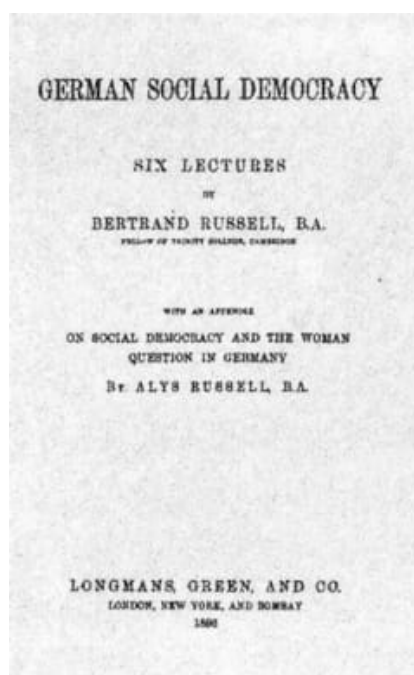 GERMAN SOCIAL DEMOCRACY
SIX LECTURES
BY
BERTRAND RUSSELL, B.A.
FELLOW OF TRINITY COLLEGE, CAMBRIDGE
WITH AN APPENDIX
ON SOCIAL DEMOCRACY AND THE WOMAN
QUESTION IN GERMANY
BY ALYS RUSSELL, B.A.
LONGMANS, GREEN, AND CO.
LONDON, NEW YORK, AND BOMBAY
1896